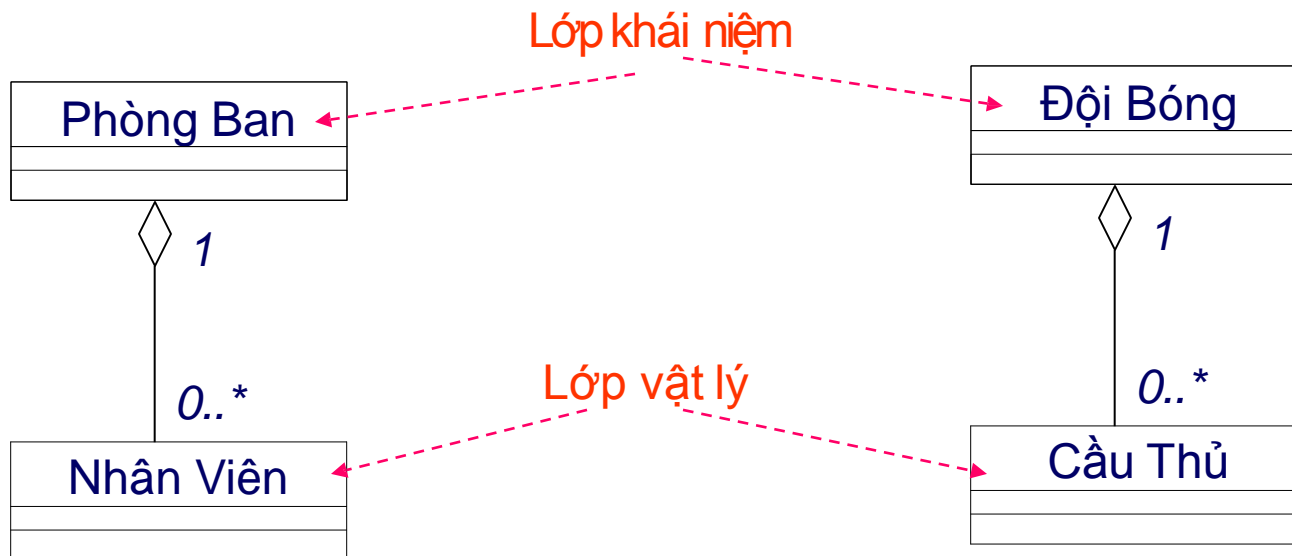 Lớp khái niệm
Phòng Ban
Đội Bóng
1
1
0..*
0..*
Lớp vật lý
Nhân Viên
Cầu Thủ